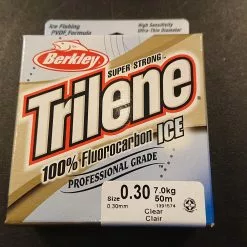 Ice Fishing
PVDF Formula
High Sensitivity
Ultra-Thin Diameter
Berkley
SUPER STRONG
Trilene
100% Fluorocarbon ICE
PROFESSIONAL GRADE
Size 0.30 7.0kg
0.30mm 50m
1351574
Clear
Clair